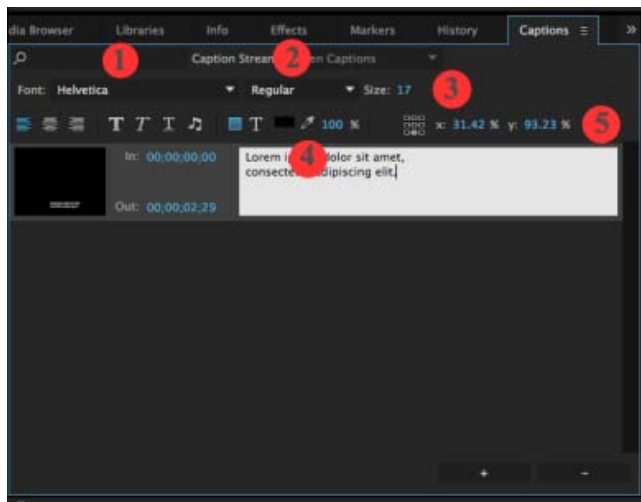 dia Browser Libraries Info Effects Markers History Captions
1 Caption Strea 2 en Captions
Font: Helvetica Regular Size: 17 3
T T T T 100 % x: 31.42 % y: 93.23 % 5
In: 00;00;00;00 Lorem i 4 dolor sit amet,
consecte dipiscing elit.
Out: 00;00;02;29
+ -